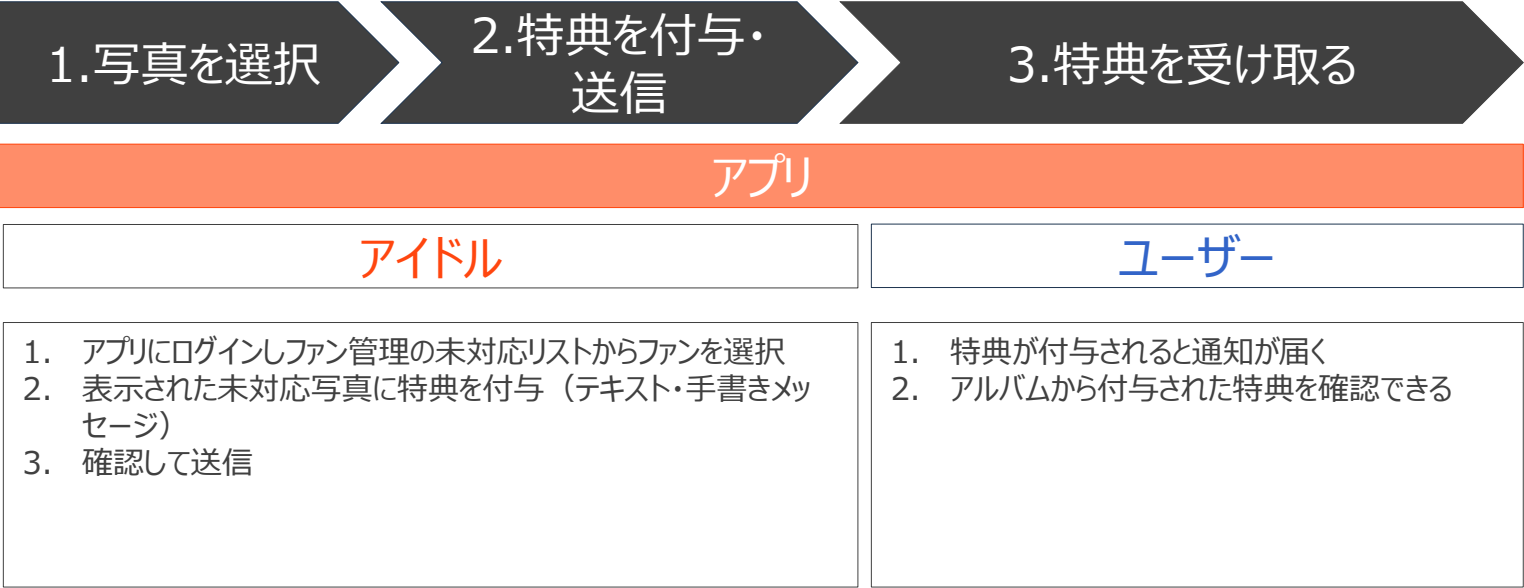 1.写真を選択
2.特典を付与・
送信
3.特典を受け取る
アプリ
アイドル
ユーザー
1. アプリにログインしファン管理の未対応リストからファンを選択
2. 表示された未対応写真に特典を付与（テキスト・手書きメッ
セージ）
3. 確認して送信
1. 特典が付与されると通知が届く
2. アルバムから付与された特典を確認できる